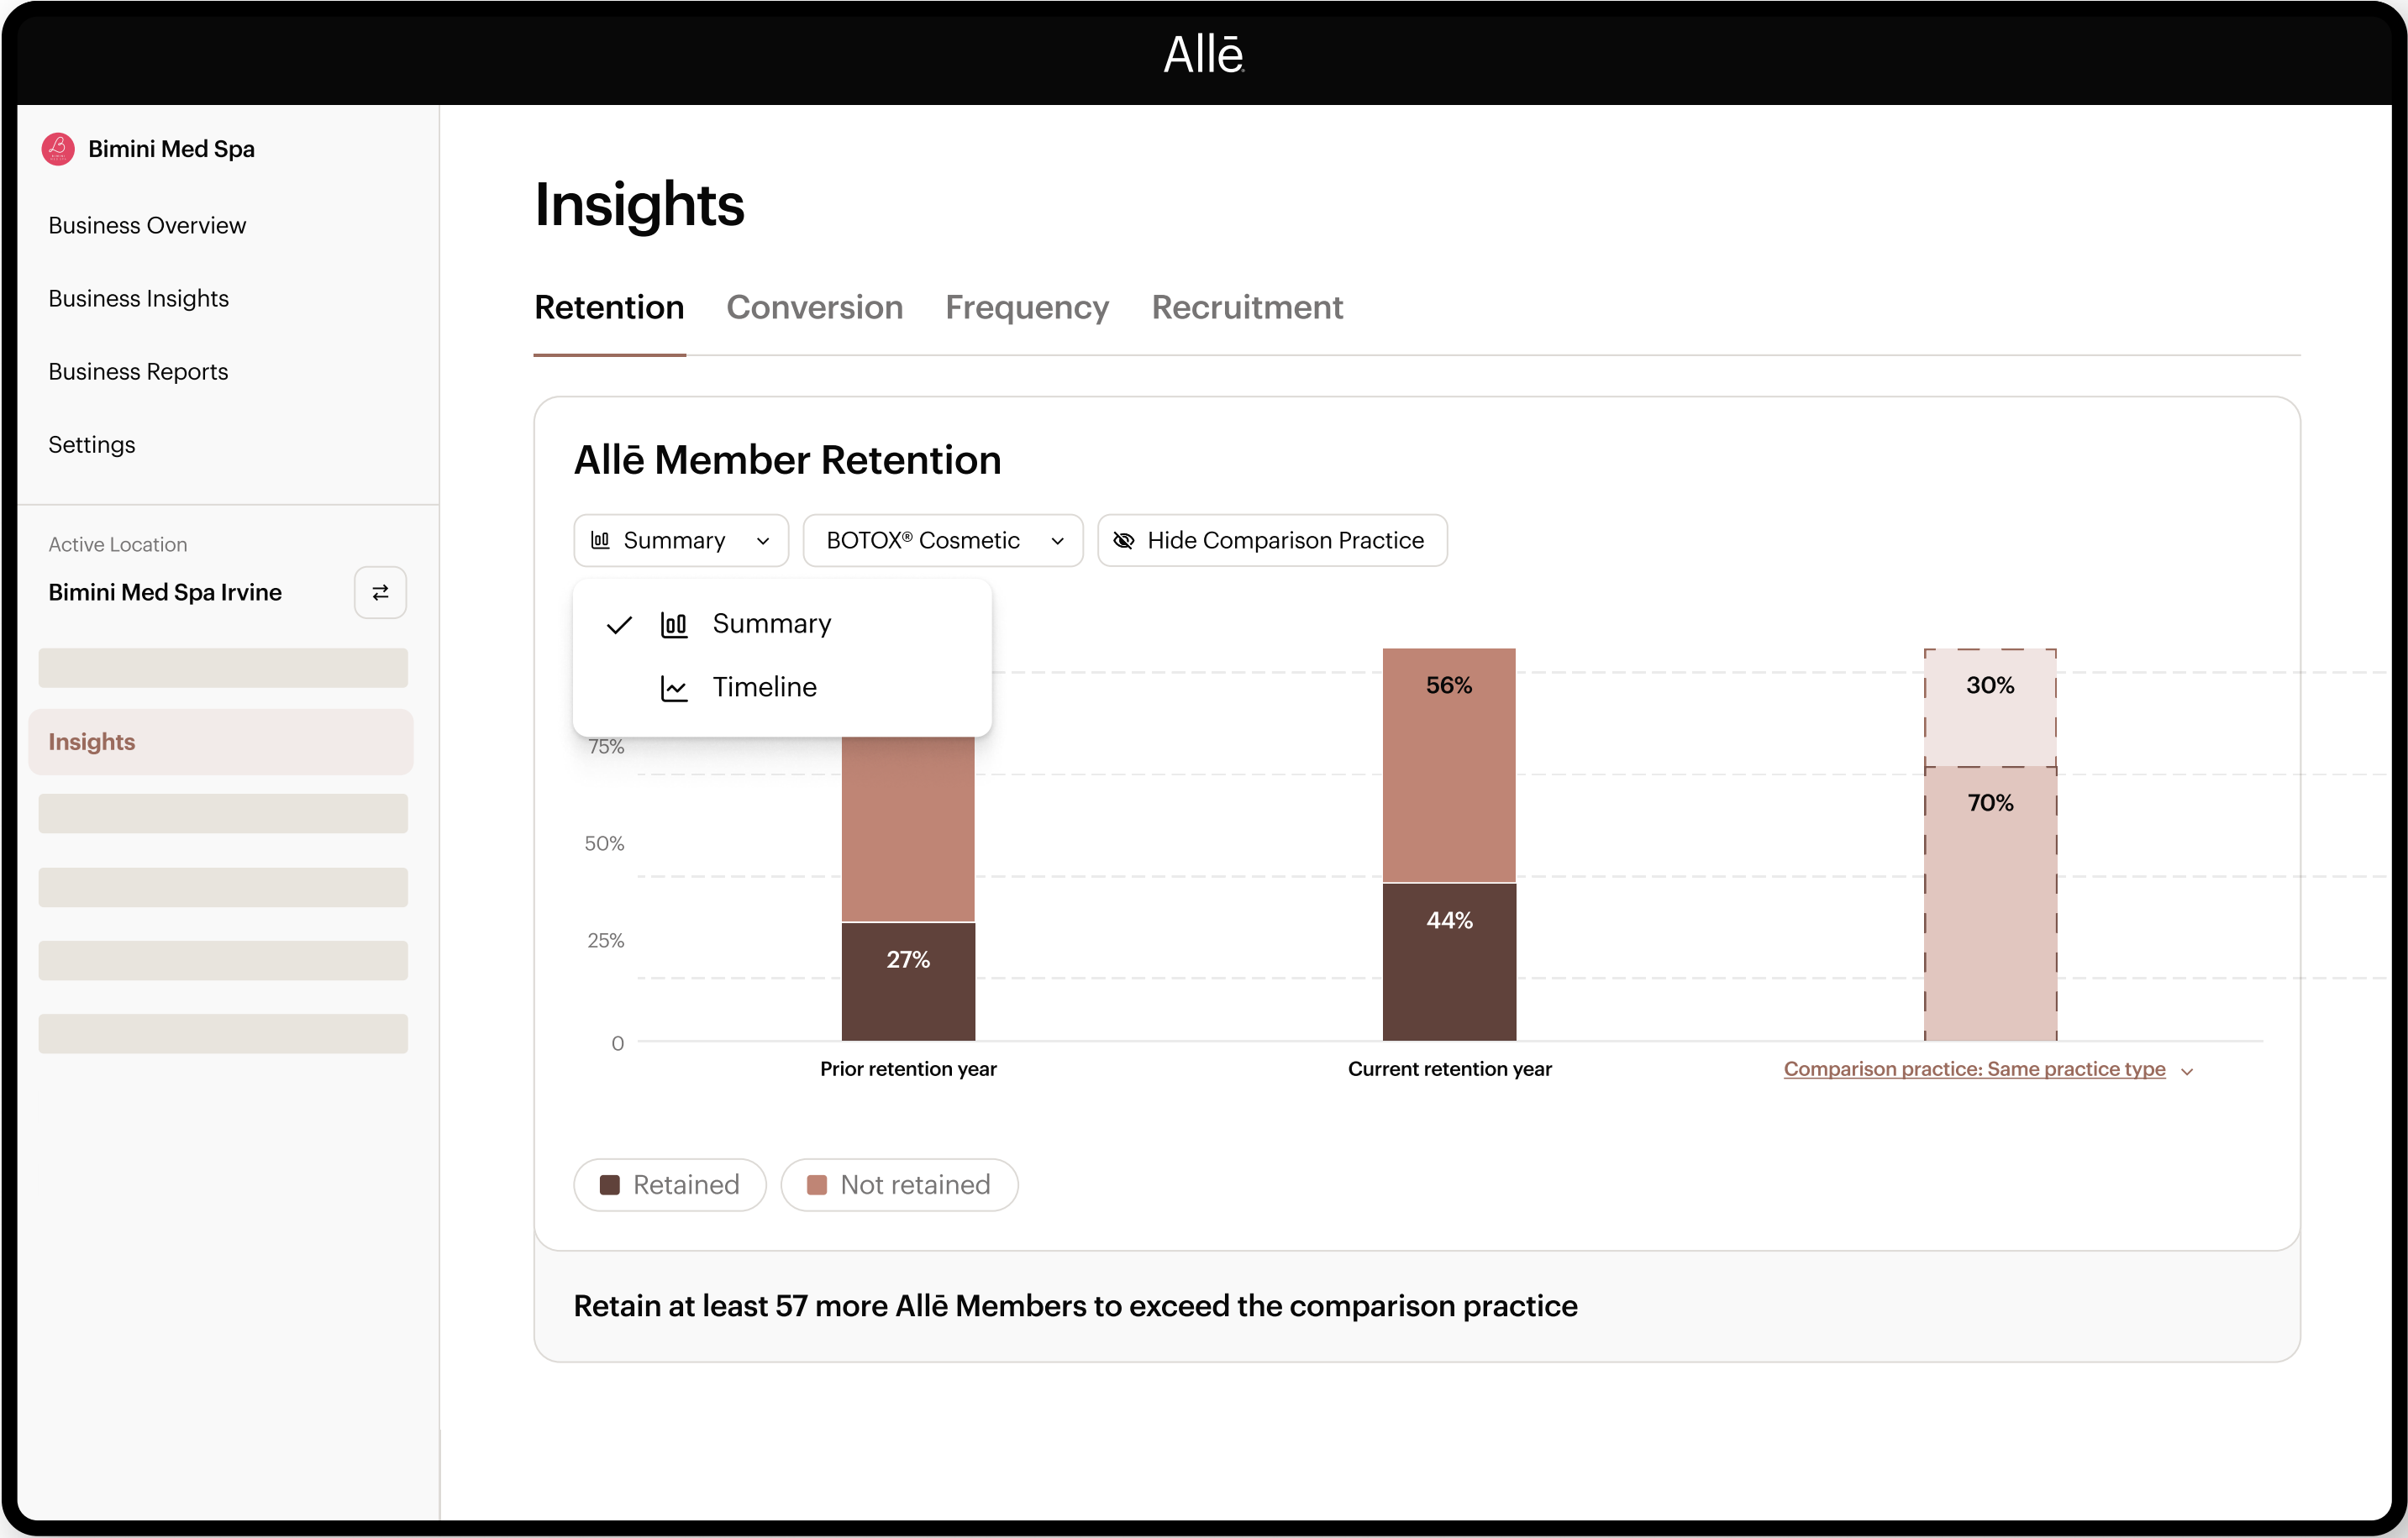 Allē
Bimini Med Spa
Business Overview
Business Insights
Business Reports
Settings
Active Location
Bimini Med Spa Irvine
Insights
Insights
Retention Conversion Frequency Recruitment
Allē Member Retention
Summary BOTOX® Cosmetic Hide Comparison Practice
Summary
Timeline
75%
50%
25%
0
27%
56%
44%
30%
70%
Prior retention year Current retention year Comparison practice: Same practice type
Retained Not retained
Retain at least 57 more Allē Members to exceed the comparison practice